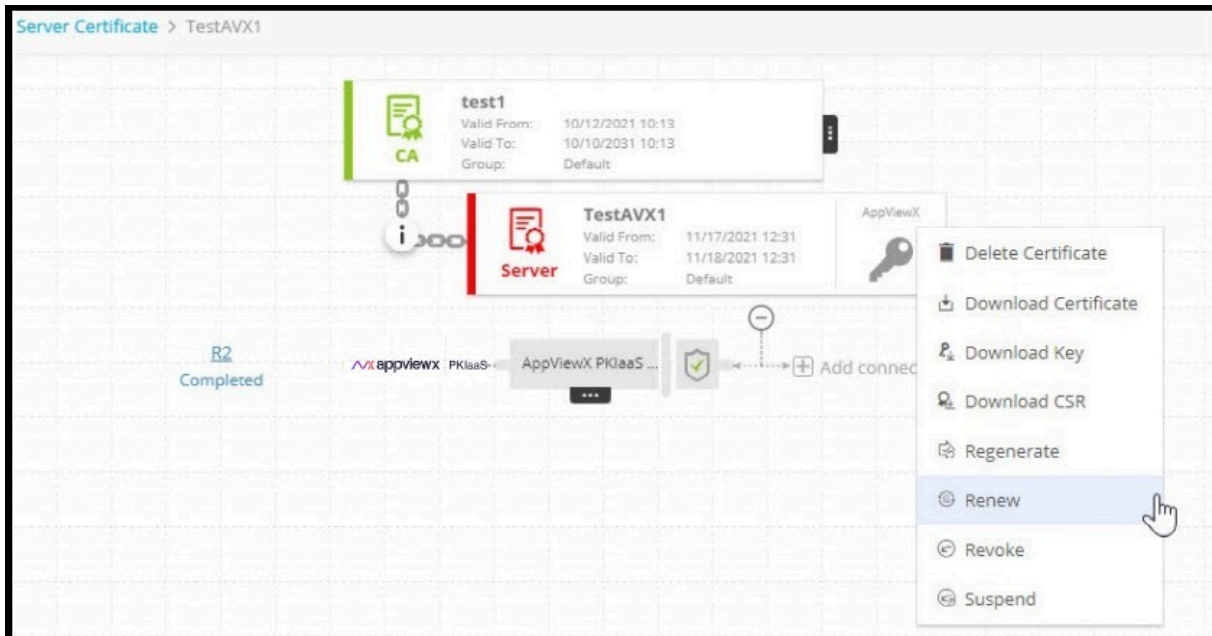 Server Certificate > TestAVX1
test1
Valid From: 10/12/2021 10:13
Valid To: 10/10/2031 10:13
Group: Default
CA
i
TestAVX1
Valid From: 11/17/2021 12:31
Valid To: 11/18/2021 12:31
Group: Default
Server
AppViewX
R2
Completed
appviewx PKIaaS
AppViewX PKIaaS ...
Add connec
Delete Certificate
Download Certificate
Download Key
Download CSR
Regenerate
Renew
Revoke
Suspend